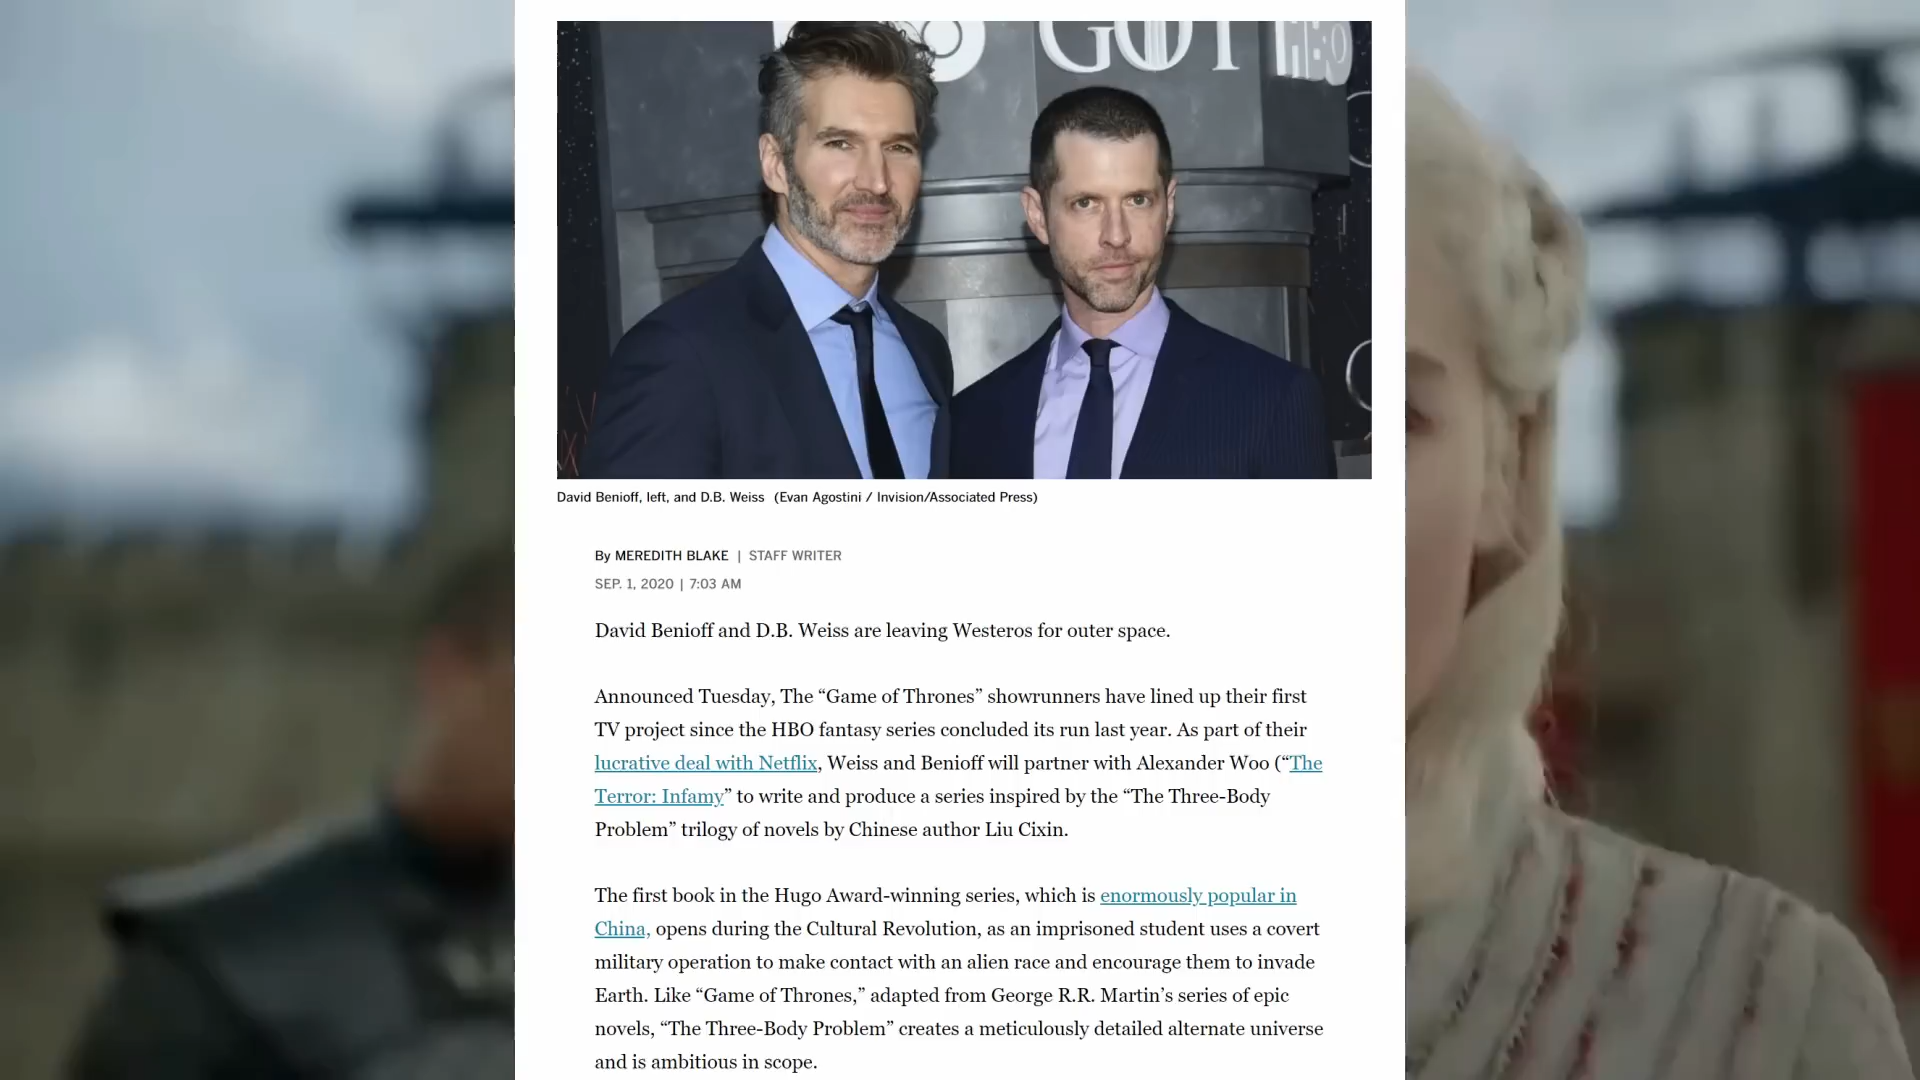 GOT HBO
David Benioff, left, and D.B. Weiss (Evan Agostini / Invision/Associated Press)
By MEREDITH BLAKE | STAFF WRITER
SEP. 1, 2020 | 7:03 AM
David Benioff and D.B. Weiss are leaving Westeros for outer space.
Announced Tuesday, The “Game of Thrones” showrunners have lined up their first
TV project since the HBO fantasy series concluded its run last year. As part of their
lucrative deal with Netflix, Weiss and Benioff will partner with Alexander Woo (“The
Terror: Infamy” to write and produce a series inspired by the “The Three-Body
Problem” trilogy of novels by Chinese author Liu Cixin.
The first book in the Hugo Award-winning series, which is enormously popular in
China, opens during the Cultural Revolution, as an imprisoned student uses a covert
military operation to make contact with an alien race and encourage them to invade
Earth. Like “Game of Thrones,” adapted from George R.R. Martin’s series of epic
novels, “The Three-Body Problem” creates a meticulously detailed alternate universe
and is ambitious in scope.